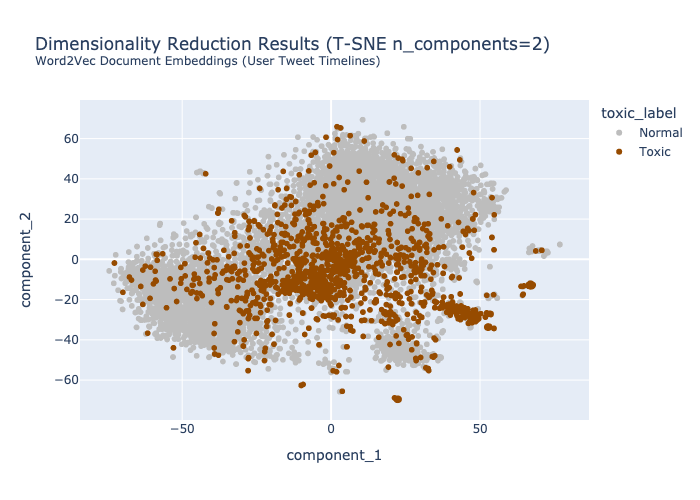 Dimensionality Reduction Results (T-SNE n_components=2)
Word2Vec Document Embeddings (User Tweet Timelines)
toxic_label
Normal
Toxic
component_2
60
40
20
0
−20
−40
−60
−50
0
50
component_1